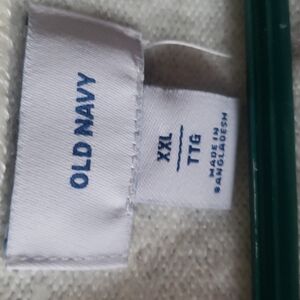 OLD NAVY
XXL
TTG
MADE IN
BANGLADESH